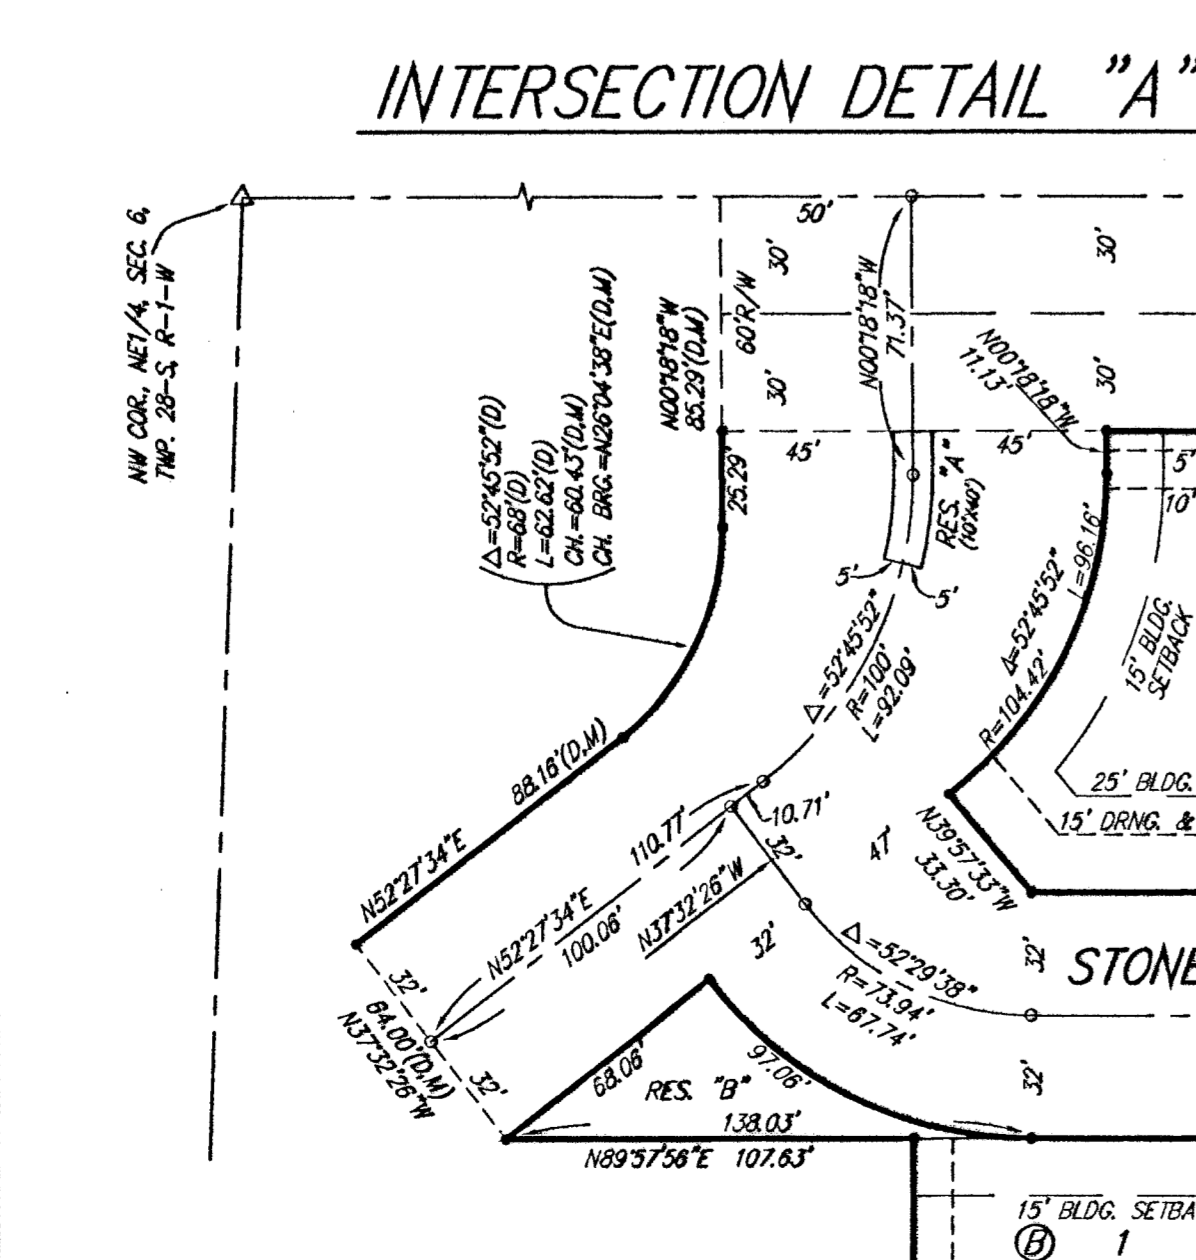 INTERSECTION DETAIL "A"
NW COR., NE1/4, SEC. 6,
TWP. 28-S, R-1-W
50'
30'
30'
60'R/W
N00°18'18"W
85.29'(D,M)
N00°18'18"W
71.37'
N00°18'18"W
11.13'
30'
30'
30'
45'
45'
5'
10'
25.29'
Δ=52°45'52"(D)
R=68'(D)
L=62.62'(D)
CH.=60.43'(D,M)
CH. BRG.=N26°04'38"E(D,M)
RES. "A"
(10'X40')
5'
5'
Δ=52°45'52"
R=100'
L=92.09'
Δ=52°45'52"
L=96.16'
R=104.42'
15' BLDG.
SETBACK
25' BLDG.
15' DRNG. &
88.16'(D,M)
N52°27'34"E
110.77'
10.71'
32'
47'
N39°57'33"W
33.30'
N52°27'34"E
100.06'
N37°32'26"W
32'
32'
STONE
Δ=52°29'38"
R=73.94'
L=67.74'
32'
64.00'(D,M)
N37°32'26"W
32'
68.06'
97.06'
RES. "B"
32'
138.03'
N89°57'56"E 107.63'
15' BLDG. SETBA
B 1